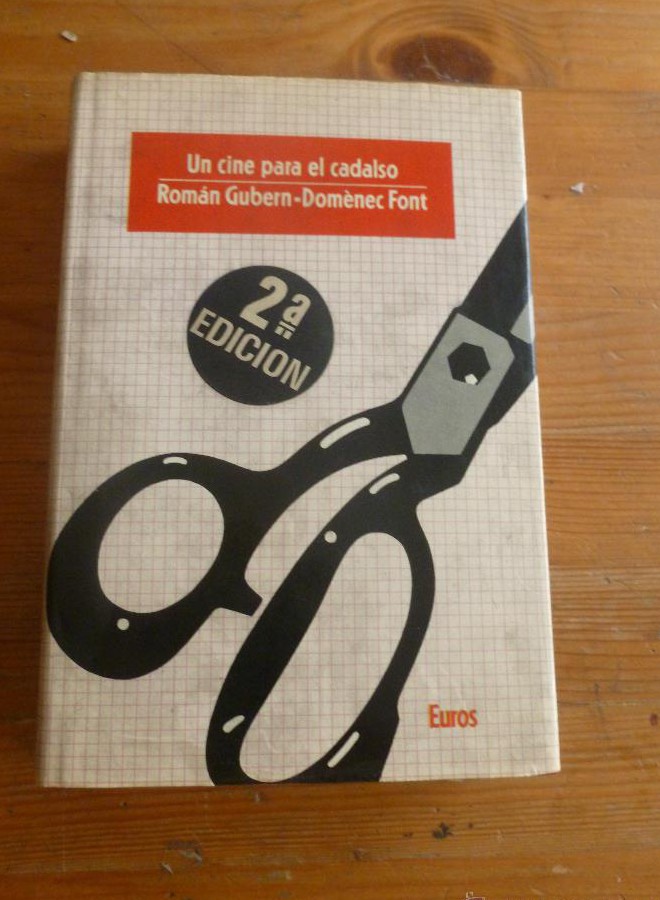 Un cine para el cadalso
Román Gubern-Domènec Font
2ª
EDICION
Euros